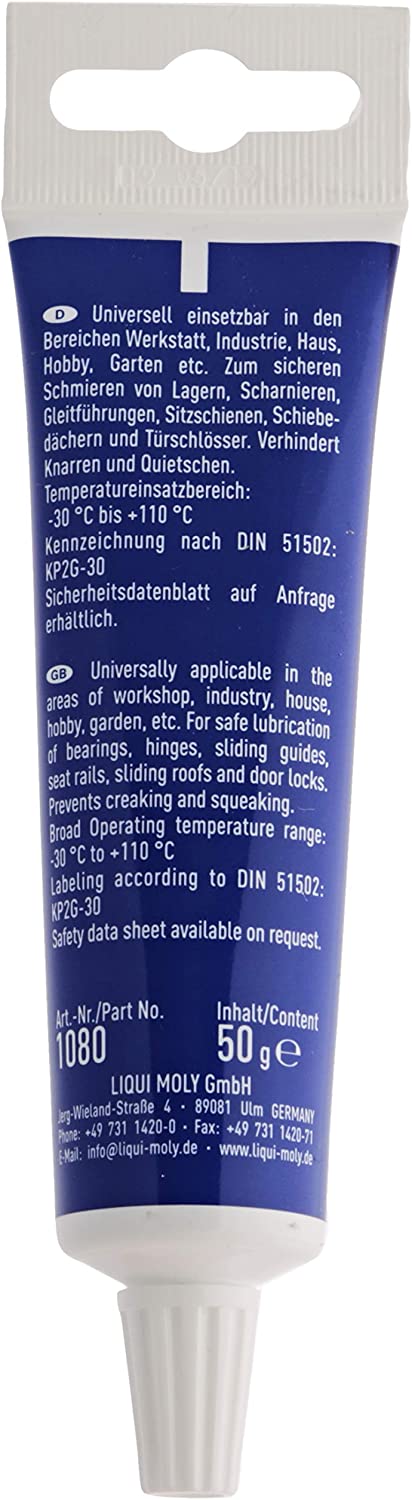 D Universell einsetzbar in den
Bereichen Werkstatt, Industrie, Haus,
Hobby, Garten etc. Zum sicheren
Schmieren von Lagern, Scharnieren,
Gleitführungen, Sitzschienen, Schiebe-
dächern und Türschlösser. Verhindert
Knarren und Quietschen.
Temperatureinsatzbereich:
-30 °C bis +110 °C
Kennzeichnung nach DIN 51502:
KP2G-30
Sicherheitsdatenblatt auf Anfrage
erhältlich.
GB Universally applicable in the
areas of workshop, industry, house,
hobby, garden, etc. For safe lubrication
of bearings, hinges, sliding guides,
seat rails, sliding roofs and door locks.
Prevents creaking and squeaking.
Broad Operating temperature range:
-30 °C to +110 °C
Labeling according to DIN 51502:
KP2G-30
Safety data sheet available on request.
Art.-Nr./Part No. Inhalt/Content
1080 50 g e
LIQUI MOLY GmbH
Jerg-Wieland-Straße 4 • 89081 Ulm GERMANY
Phone: +49 731 1420-0 • Fax: +49 731 1420-71
E-Mail: info@liqui-moly.de • www.liqui-moly.de